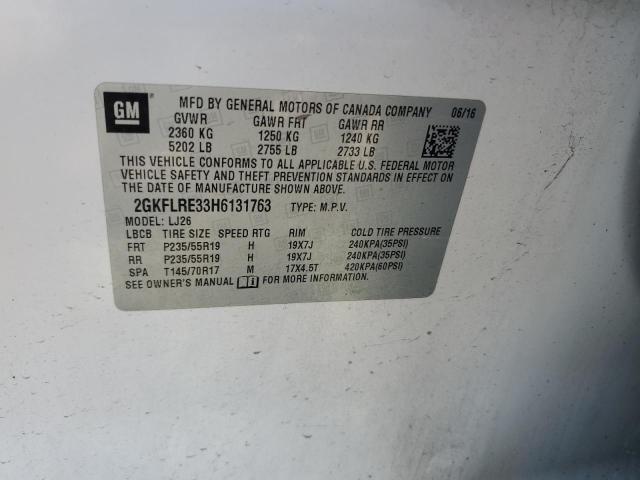 GM
MFD BY GENERAL MOTORS OF CANADA COMPANY 06/16
GVWR GAWR FRT GAWR RR
2360 KG 1250 KG 1240 KG
5202 LB 2755 LB 2733 LB
THIS VEHICLE CONFORMS TO ALL APPLICABLE U.S. FEDERAL MOTOR
VEHICLE SAFETY AND THEFT PREVENTION STANDARDS IN EFFECT ON
THE DATE OF MANUFACTURE SHOWN ABOVE.
2GKFLRE33H6131763 TYPE: M.P.V.
MODEL: LJ26
LBCB TIRE SIZE SPEED RTG RIM COLD TIRE PRESSURE
FRT P235/55R19 H 19X7J 240KPA(35PSI)
RR P235/55R19 H 19X7J 240KPA(35PSI)
SPA T145/70R17 M 17X4.5T 420KPA(60PSI)
SEE OWNER'S MANUAL FOR MORE INFORMATION.